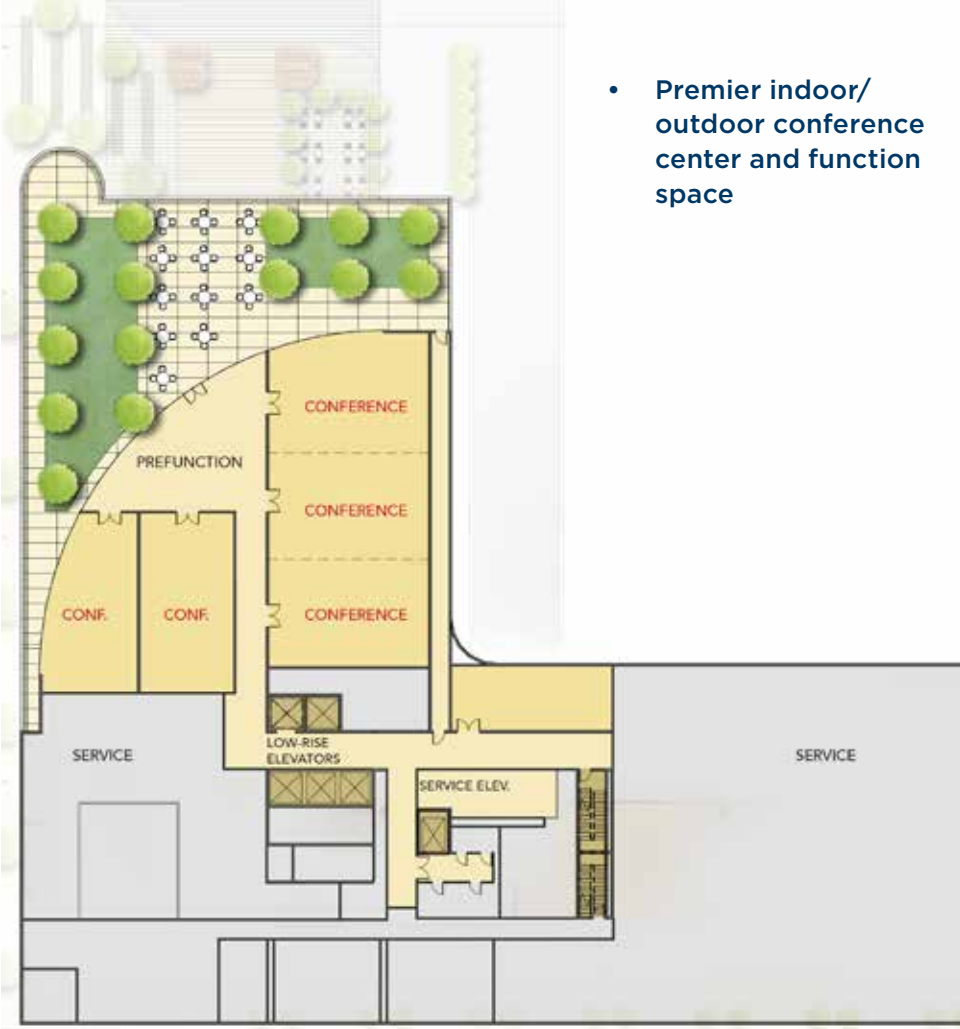 • Premier indoor/
outdoor conference
center and function
space
CONFERENCE
PREFUNCTION
CONFERENCE
CONF.
CONF.
CONFERENCE
SERVICE
LOW-RISE
ELEVATORS
SERVICE
SERVICE ELEV.